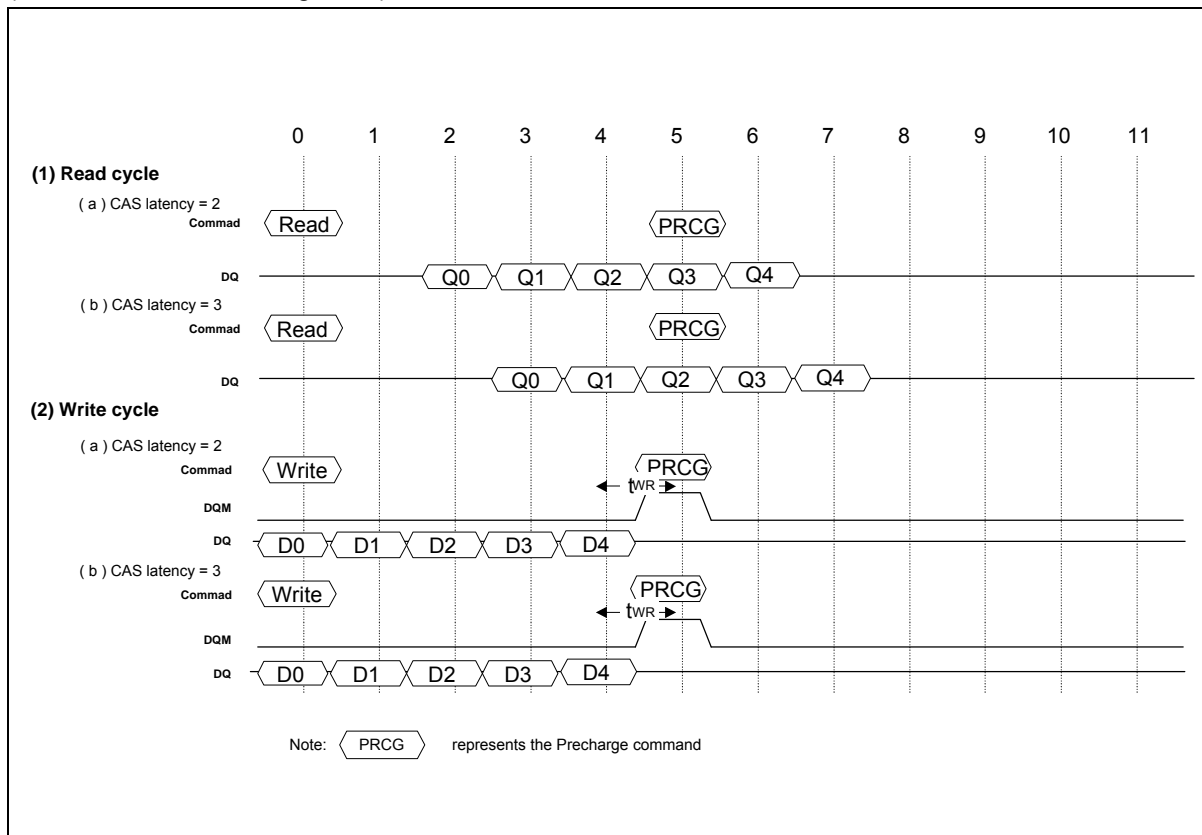 0 1 2 3 4 5 6 7 8 9 10 11
(1) Read cycle
( a ) CAS latency = 2
Commad Read PRCG
DQ Q0 Q1 Q2 Q3 Q4
( b ) CAS latency = 3
Commad Read PRCG
DQ Q0 Q1 Q2 Q3 Q4
(2) Write cycle
( a ) CAS latency = 2
Commad Write PRCG
tWR
DQM
DQ D0 D1 D2 D3 D4
( b ) CAS latency = 3
Commad Write PRCG
tWR
DQM
DQ D0 D1 D2 D3 D4
Note: PRCG represents the Precharge command